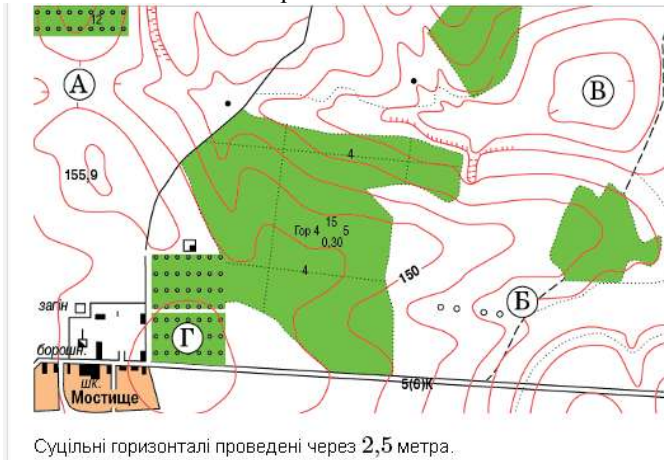 12
А
В
4
155,9
15
Гор 4 5
0,30
4
150
загін
Б
Г
борошн.
шк.
Мостище
5(6)К
Суцільні горизонталі проведені через 2,5 метра.